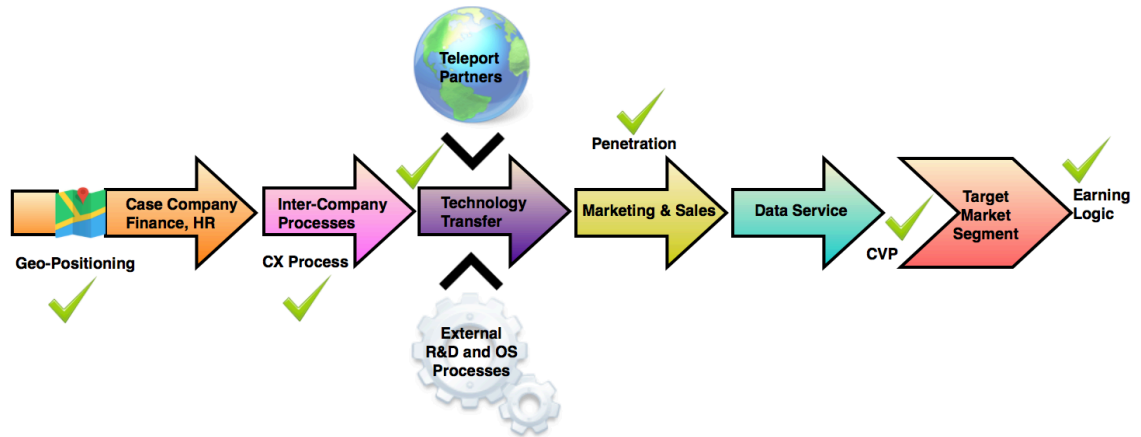 Teleport
Partners
Penetration
Case Company
Finance, HR
Inter-Company
Processes
Technology
Transfer
Marketing & Sales
Data Service
Target
Market
Segment
Earning
Logic
Geo-Positioning
CX Process
CVP
External
R&D and OS
Processes